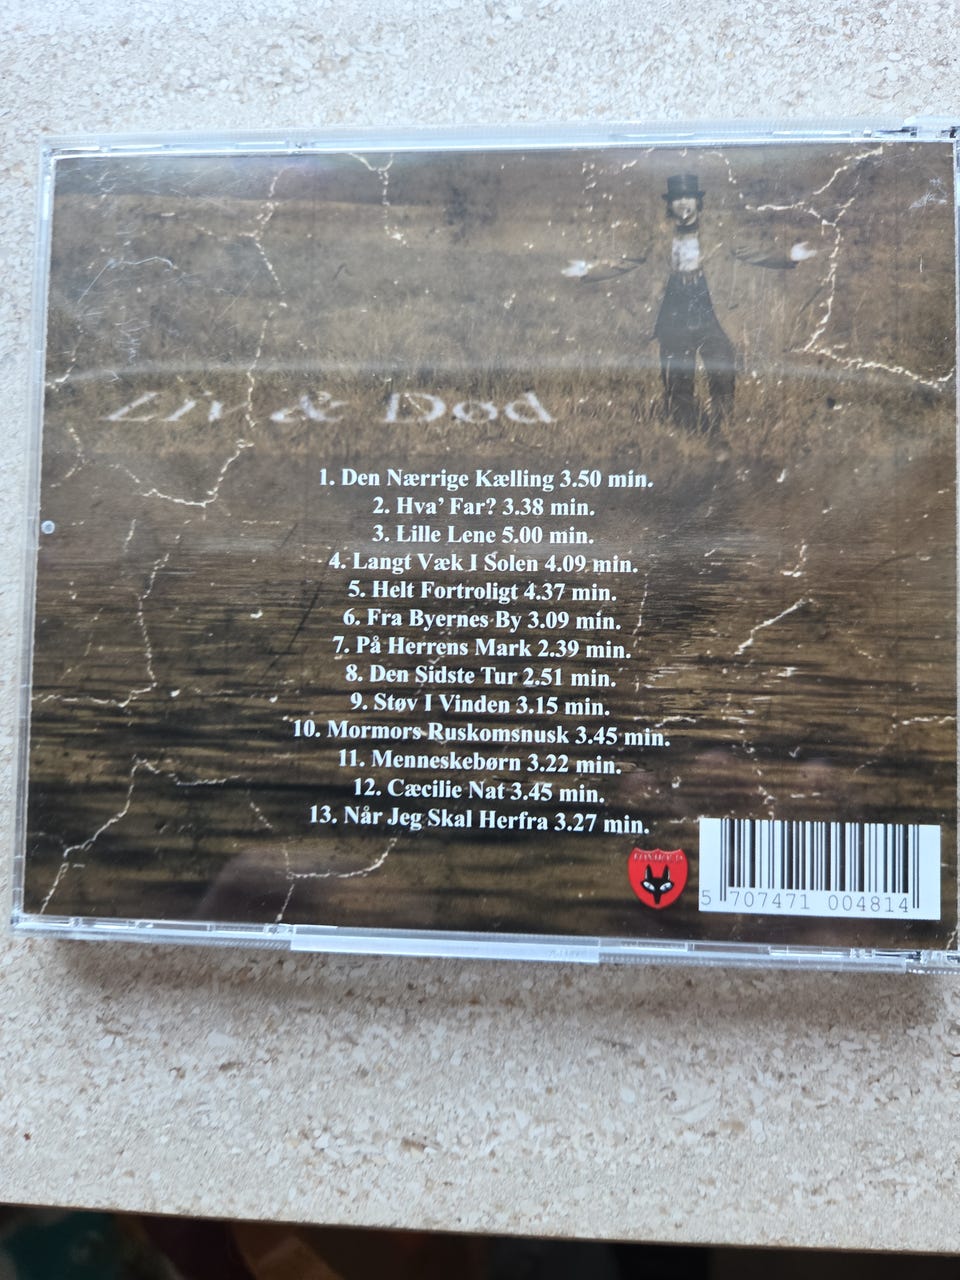 Liv & Død
1. Den Nærrige Kælling 3.50 min.
2. Hva' Far? 3.38 min.
3. Lille Lene 5.00 min.
4. Langt Væk I Solen 4.09 min.
5. Helt Fortroligt 4.37 min.
6. Fra Byernes By 3.09 min.
7. På Herrens Mark 2.39 min.
8. Den Sidste Tur 2.51 min.
9. Støv I Vinden 3.15 min.
10. Mormors Ruskomsnusk 3.45 min.
11. Menneskebørn 3.22 min.
12. Cæcilie Nat 3.45 min.
13. Når Jeg Skal Herfra 3.27 min.
5 707471 004814